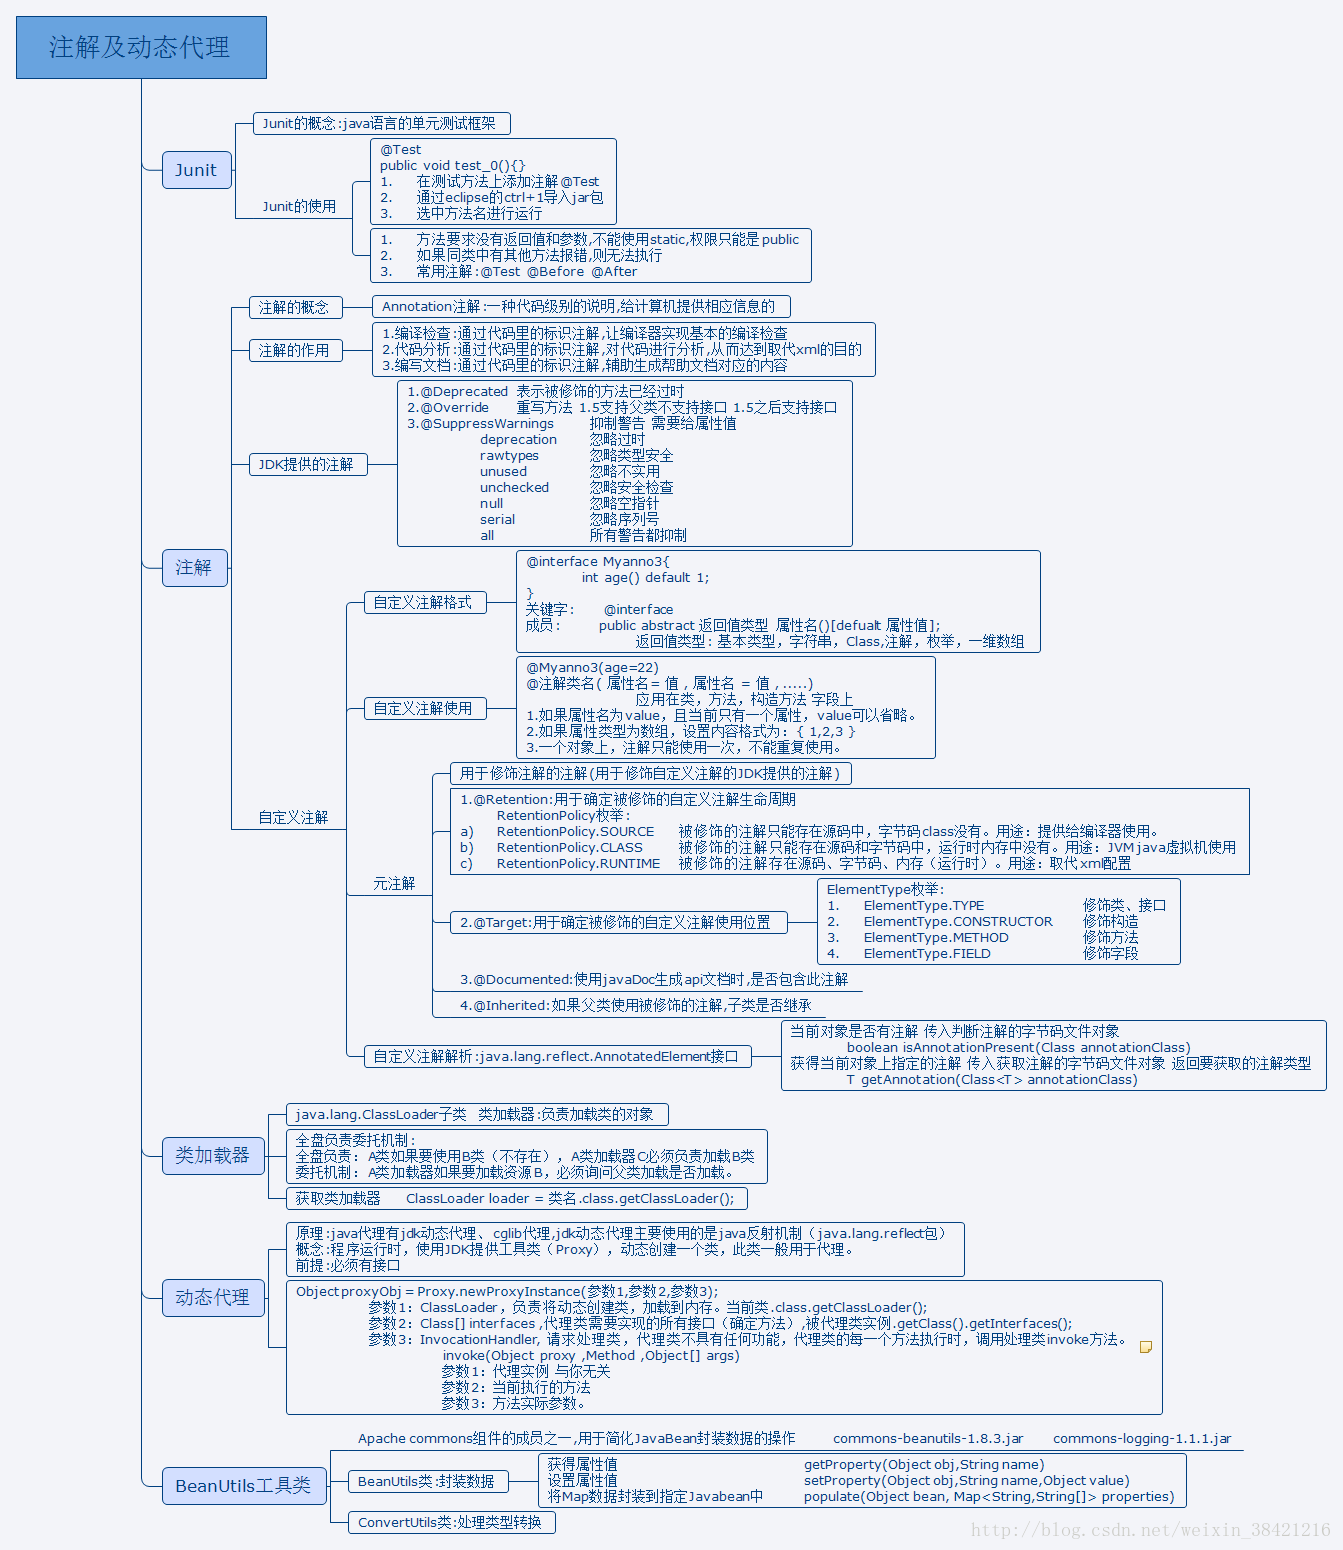 注解及动态代理
Junit
Junit的概念:java语言的单元测试框架
Junit的使用
@Test
public void test_0(){}
1. 在测试方法上添加注解@Test
2. 通过eclipse的ctrl+1导入jar包
3. 选中方法名进行运行
1. 方法要求没有返回值和参数,不能使用static,权限只能是public
2. 如果同类中有其他方法报错,则无法执行
3. 常用注解:@Test @Before @After
注解
注解的概念
Annotation注解:一种代码级别的说明,给计算机提供相应信息的
注解的作用
1.编译检查:通过代码里的标识注解,让编译器实现基本的编译检查
2.代码分析:通过代码里的标识注解,对代码进行分析,从而达到取代xml的目的
3.编写文档:通过代码里的标识注解,辅助生成帮助文档对应的内容
JDK提供的注解
1.@Deprecated 表示被修饰的方法已经过时
2.@Override 重写方法 1.5支持父类不支持接口 1.5之后支持接口
3.@SuppressWarnings 抑制警告 需要给属性值
deprecation 忽略过时
rawtypes 忽略类型安全
unused 忽略不实用
unchecked 忽略安全检查
null 忽略空指针
serial 忽略序列号
all 所有警告都抑制
自定义注解
自定义注解格式
@interface Myanno3{
int age() default 1;
}
关键字: @interface
成员: public abstract 返回值类型 属性名()[defualt 属性值];
返回值类型: 基本类型，字符串，Class,注解，枚举，一维数组
自定义注解使用
@Myanno3(age=22)
@注解类名( 属性名= 值 , 属性名 = 值 , .....)
应用在类，方法，构造方法 字段上
1.如果属性名为value，且当前只有一个属性，value可以省略。
2.如果属性类型为数组，设置内容格式为：{ 1,2,3 }
3.一个对象上，注解只能使用一次，不能重复使用。
元注解
用于修饰注解的注解(用于修饰自定义注解的JDK提供的注解)
1.@Retention:用于确定被修饰的自定义注解生命周期
RetentionPolicy枚举:
a) RetentionPolicy.SOURCE 被修饰的注解只能存在源码中，字节码class没有。用途：提供给编译器使用。
b) RetentionPolicy.CLASS 被修饰的注解只能存在源码和字节码中，运行时内存中没有。用途：JVM java虚拟机使用
c) RetentionPolicy.RUNTIME 被修饰的注解存在源码、字节码、内存（运行时）。用途：取代xml配置
2.@Target:用于确定被修饰的自定义注解使用位置
ElementType枚举:
1. ElementType.TYPE 修饰类、接口
2. ElementType.CONSTRUCTOR 修饰构造
3. ElementType.METHOD 修饰方法
4. ElementType.FIELD 修饰字段
3.@Documented:使用javaDoc生成api文档时,是否包含此注解
4.@Inherited:如果父类使用被修饰的注解,子类是否继承
自定义注解解析:java.lang.reflect.AnnotatedElement接口
当前对象是否有注解 传入判断注解的字节码文件对象
boolean isAnnotationPresent(Class annotationClass)
获得当前对象上指定的注解 传入获取注解的字节码文件对象 返回要获取的注解类型
T getAnnotation(Class<T> annotationClass)
类加载器
java.lang.ClassLoader子类 类加载器:负责加载类的对象
全盘负责委托机制:
全盘负责：A类如果要使用B类（不存在），A类加载器C必须负责加载B类
委托机制：A类加载器如果要加载资源B，必须询问父类加载是否加载。
获取类加载器 ClassLoader loader = 类名.class.getClassLoader();
动态代理
原理:java代理有jdk动态代理、cglib代理,jdk动态代理主要使用的是java反射机制（java.lang.reflect包）
概念:程序运行时，使用JDK提供工具类（Proxy），动态创建一个类，此类一般用于代理。
前提:必须有接口
Object proxyObj = Proxy.newProxyInstance(参数1,参数2,参数3);
参数1：ClassLoader，负责将动态创建类，加载到内存。当前类.class.getClassLoader();
参数2：Class[] interfaces ,代理类需要实现的所有接口（确定方法）,被代理类实例.getClass().getInterfaces();
参数3：InvocationHandler, 请求处理类，代理类不具有任何功能，代理类的每一个方法执行时，调用处理类invoke方法。
invoke(Object proxy ,Method ,Object[] args)
参数1：代理实例 与你无关
参数2：当前执行的方法
参数3：方法实际参数。
BeanUtils工具类
Apache commons组件的成员之一,用于简化JavaBean封装数据的操作 commons-beanutils-1.8.3.jar commons-logging-1.1.1.jar
BeanUtils类:封装数据
获得属性值 getProperty(Object obj,String name)
设置属性值 setProperty(Object obj,String name,Object value)
将Map数据封装到指定Javabean中 populate(Object bean, Map<String,String[]> properties)
ConvertUtils类:处理类型转换
http://blog.csdn.net/weixin_38421216